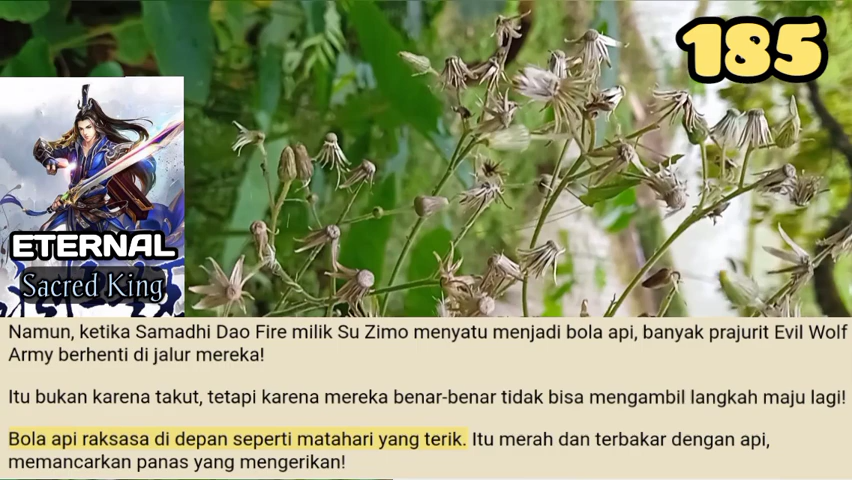 185
ETERNAL
Sacred King
Namun, ketika Samadhi Dao Fire milik Su Zimo menyatu menjadi bola api, banyak prajurit Evil Wolf
Army berhenti di jalur mereka!
Itu bukan karena takut, tetapi karena mereka benar-benar tidak bisa mengambil langkah maju lagi!
Bola api raksasa di depan seperti matahari yang terik. Itu merah dan terbakar dengan api,
memancarkan panas yang mengerikan!